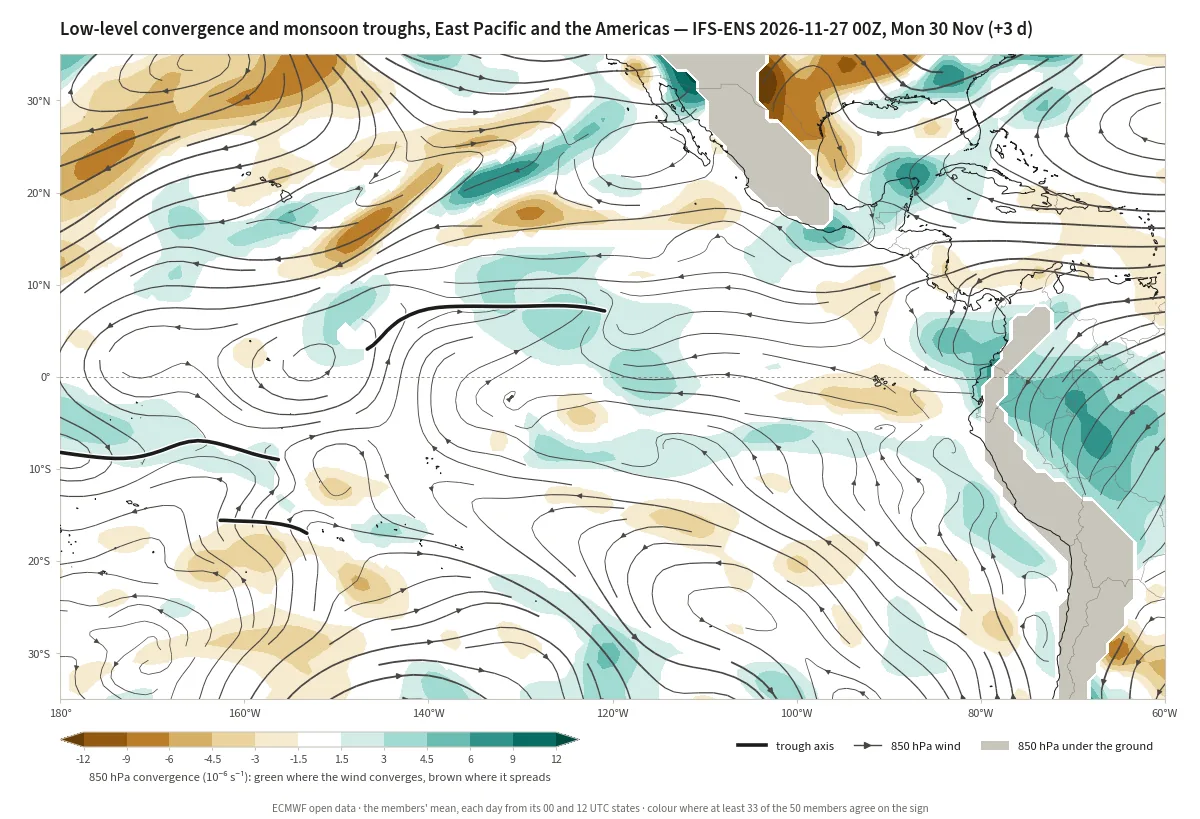 Low-level convergence and monsoon troughs, East Pacific and the Americas — IFS-ENS 2026-11-27 00Z, Mon 30 Nov (+3 d)
30°N
20°N
10°N
0°
10°S
20°S
30°S
180° 160°W 140°W 120°W 100°W 80°W 60°W
-12 -9 -6 -4.5 -3 -1.5 1.5 3 4.5 6 9 12
850 hPa convergence (10⁻⁶ s⁻¹): green where the wind converges, brown where it spreads
trough axis 850 hPa wind 850 hPa under the ground
ECMWF open data · the members' mean, each day from its 00 and 12 UTC states · colour where at least 33 of the 50 members agree on the sign